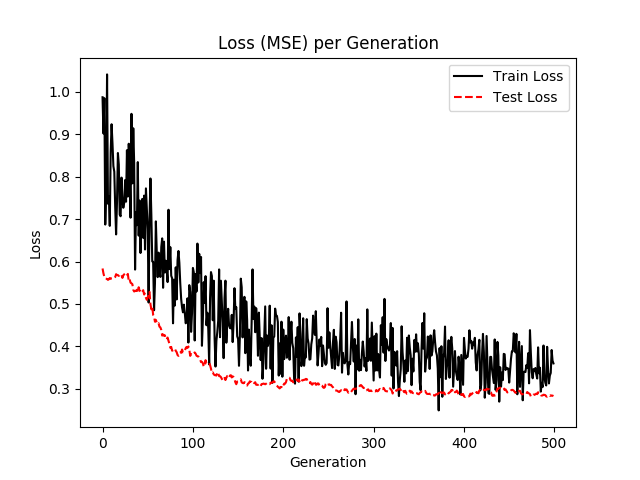 Loss (MSE) per Generation
Train Loss
Test Loss
1.0
0.9
0.8
0.7
0.6
0.5
0.4
0.3
Loss
0 100 200 300 400 500
Generation